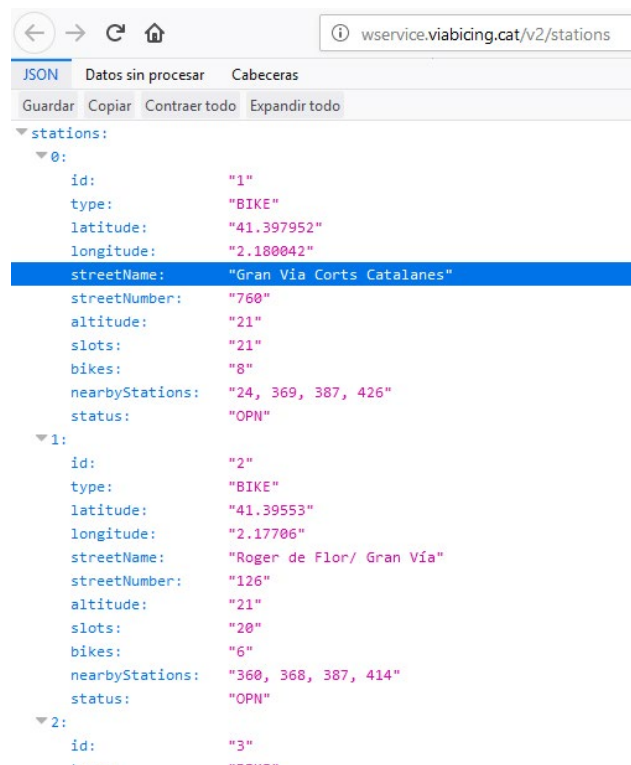 wservice.viabicing.cat/v2/stations
JSON Datos sin procesar Cabeceras
Guardar Copiar Contraer todo Expandir todo
stations:
0:
id: "1"
type: "BIKE"
latitude: "41.397952"
longitude: "2.180042"
streetName: "Gran Via Corts Catalanes"
streetNumber: "760"
altitude: "21"
slots: "21"
bikes: "8"
nearbyStations: "24, 369, 387, 426"
status: "OPN"
1:
id: "2"
type: "BIKE"
latitude: "41.39553"
longitude: "2.17706"
streetName: "Roger de Flor/ Gran Vía"
streetNumber: "126"
altitude: "21"
slots: "20"
bikes: "6"
nearbyStations: "360, 368, 387, 414"
status: "OPN"
2:
id: "3"